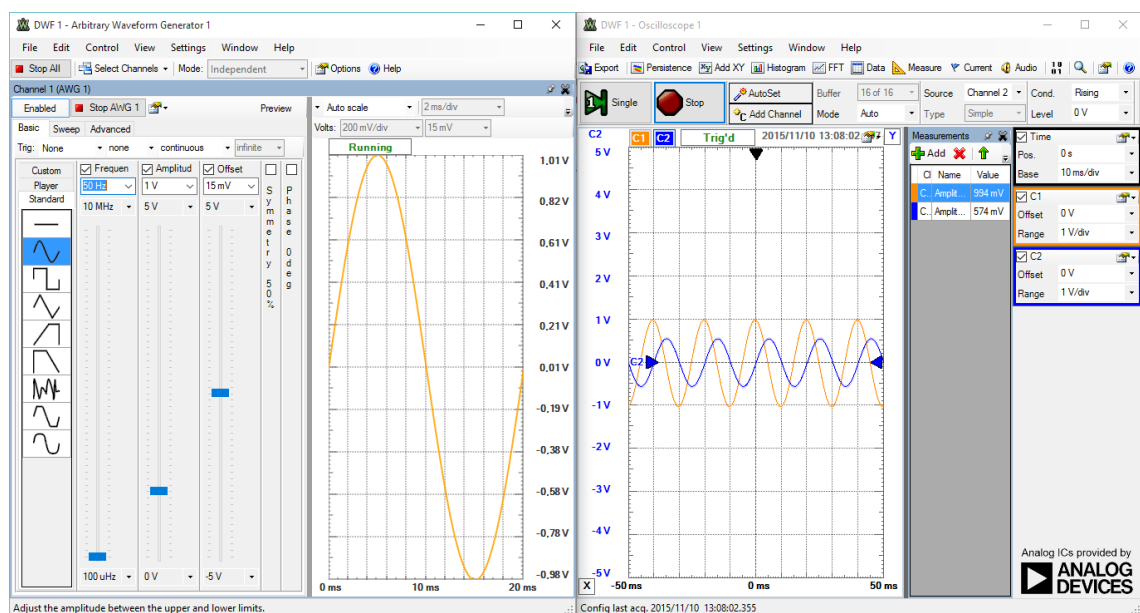 DWF 1 - Arbitrary Waveform Generator 1
File Edit Control View Settings Window Help
Stop All Select Channels Mode: Independent Options Help
Channel 1 (AWG 1)
Enabled Stop AWG 1 Preview
Basic Sweep Advanced
Trig: None none continuous infinite
Custom
Player
Standard
Frequen
50 Hz
10 MHz
100 uHz
Amplitud
1 V
5 V
0 V
Offset
15 mV
5 V
-5 V
Symmetry 50%
Phase 0 deg
Auto scale 2 ms/div
Volts: 200 mV/div 15 mV
Running
1,01 V
0,82 V
0,61 V
0,41 V
0,21 V
0,01 V
-0,19 V
-0,38 V
-0,58 V
-0,78 V
-0,98 V
0 ms 10 ms 20 ms
Adjust the amplitude between the upper and lower limits.
DWF 1 - Oscilloscope 1
File Edit Control View Settings Window Help
Export Persistence Add XY Histogram FFT Data Measure Current Audio
Single Stop AutoSet Buffer 16 of 16 Source Channel 2 Cond. Rising
Add Channel Mode Auto Type Simple Level 0 V
C2 C1 C2 Trig'd 2015/11/10 13:08:02 Y
5 V
4 V
3 V
2 V
1 V
0 V
-1 V
-2 V
-3 V
-4 V
-5 V
C2
X -50 ms 0 ms 50 ms
Measurements
Add
Name Value
C.. Amplit... 994 mV
C.. Amplit... 574 mV
Time
Pos. 0 s
Base 10 ms/div
C1
Offset 0 V
Range 1 V/div
C2
Offset 0 V
Range 1 V/div
Analog ICs provided by
ANALOG
DEVICES
Config last acq. 2015/11/10 13:08:02.355